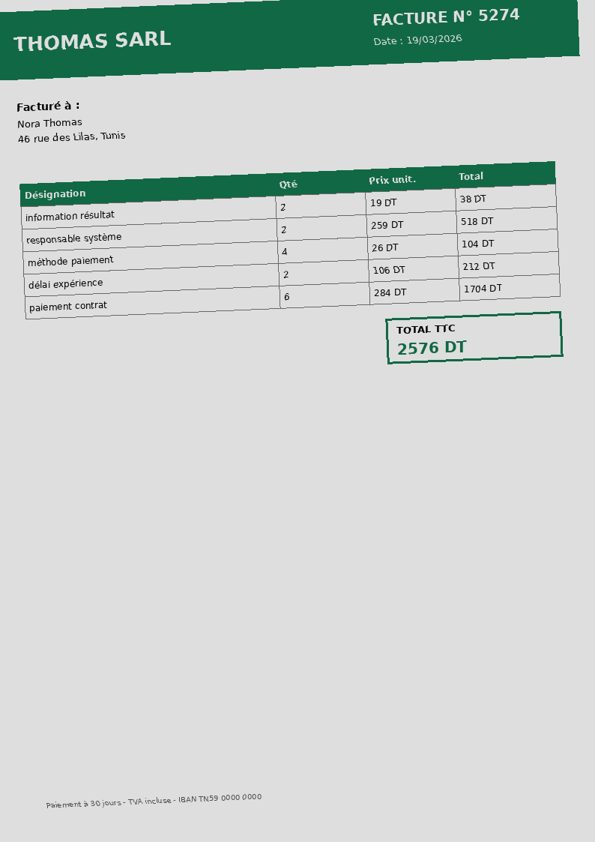 THOMAS SARL
FACTURE N° 5274
Date : 19/03/2026
Facturé à :
Nora Thomas
46 rue des Lilas, Tunis
Désignation Qté Prix unit. Total
information résultat 2 19 DT 38 DT
responsable système 2 259 DT 518 DT
méthode paiement 4 26 DT 104 DT
délai expérience 2 106 DT 212 DT
paiement contrat 6 284 DT 1704 DT
TOTAL TTC
2576 DT
Paiement à 30 jours - TVA incluse - IBAN TN59 0000 0000